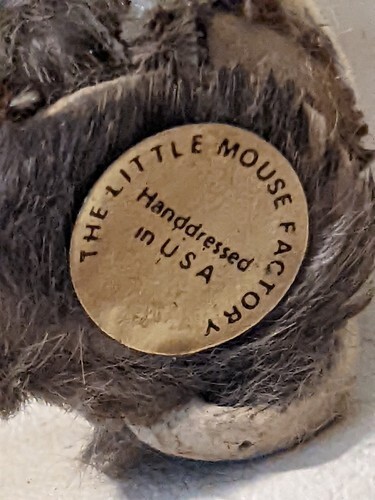 THE LITTLE MOUSE FACTORY
Handdressed
in USA